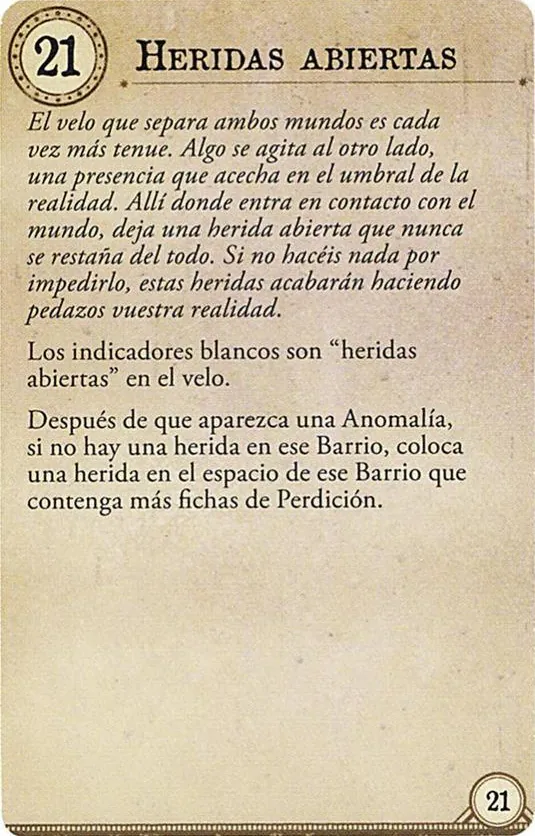 21
HERIDAS ABIERTAS
El velo que separa ambos mundos es cada
vez más tenue. Algo se agita al otro lado,
una presencia que acecha en el umbral de la
realidad. Allí donde entra en contacto con el
mundo, deja una herida abierta que nunca
se restaña del todo. Si no hacéis nada por
impedirlo, estas heridas acabarán haciendo
pedazos vuestra realidad.
Los indicadores blancos son “heridas
abiertas” en el velo.
Después de que aparezca una Anomalía,
si no hay una herida en ese Barrio, coloca
una herida en el espacio de ese Barrio que
contenga más fichas de Perdición.
21